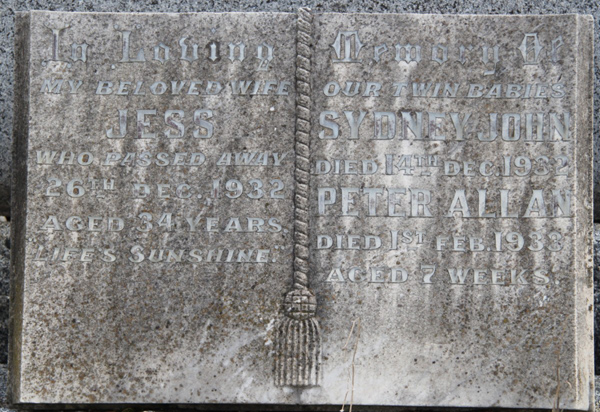 In Loving Memory Of
MY BELOVED WIFE
JESS
WHO PASSED AWAY
26TH DEC. 1932
AGED 34 YEARS
LIFE'S SUNSHINE.
OUR TWIN BABIES
SYDNEY JOHN
DIED 14TH DEC. 1932
PETER ALLAN
DIED 1ST FEB. 1933
AGED 7 WEEKS.